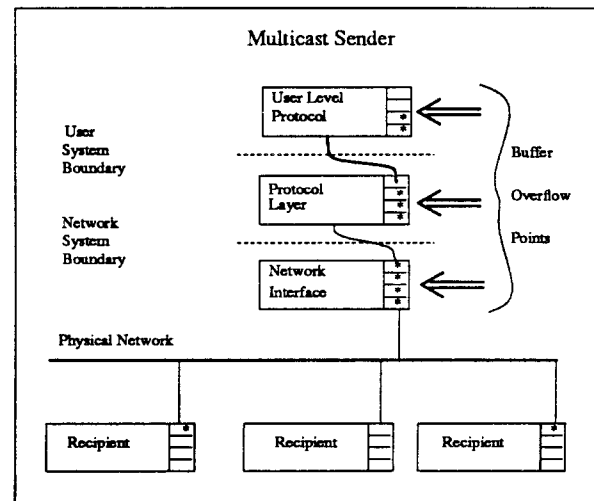 Multicast Sender
User Level
Protocol
*
*
User
System
Boundary
Buffer
Protocol
Layer
*
*
*
Overflow
Network
System
Boundary
Points
Network
Interface
*
*
*
*
Physical Network
Recipient
*
Recipient
Recipient
*